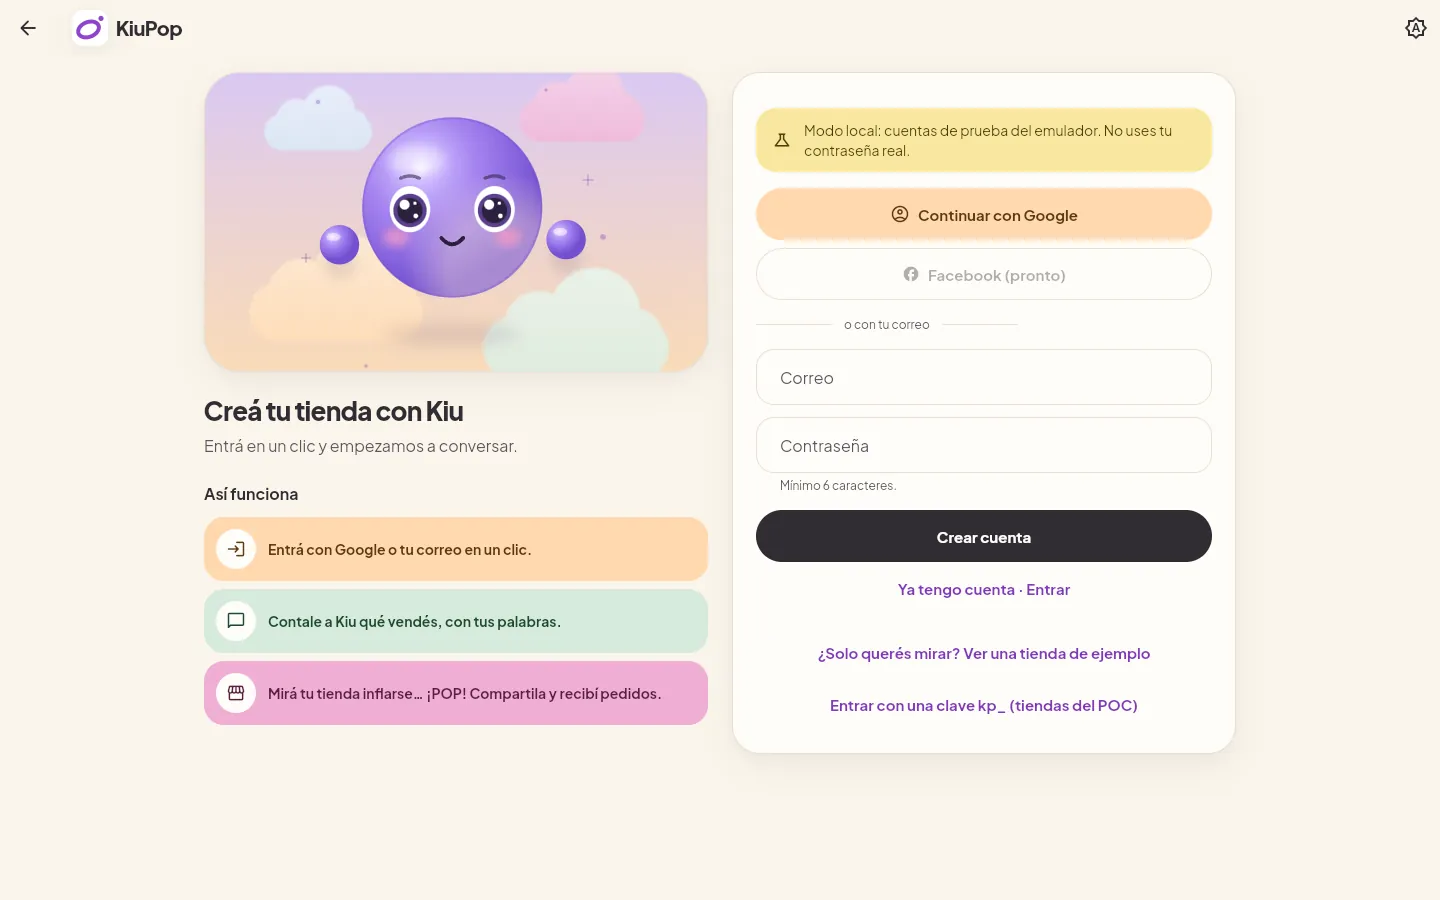 KiuPop
A
Creá tu tienda con Kiu
Entrá en un clic y empezamos a conversar.
Así funciona
Entrá con Google o tu correo en un clic.
Contale a Kiu qué vendés, con tus palabras.
Mirá tu tienda inflarse… ¡POP! Compartila y recibí pedidos.
Modo local: cuentas de prueba del emulador. No uses tu
contraseña real.
Continuar con Google
Facebook (pronto)
o con tu correo
Correo
Contraseña
Mínimo 6 caracteres.
Crear cuenta
Ya tengo cuenta · Entrar
¿Solo querés mirar? Ver una tienda de ejemplo
Entrar con una clave kp_ (tiendas del POC)